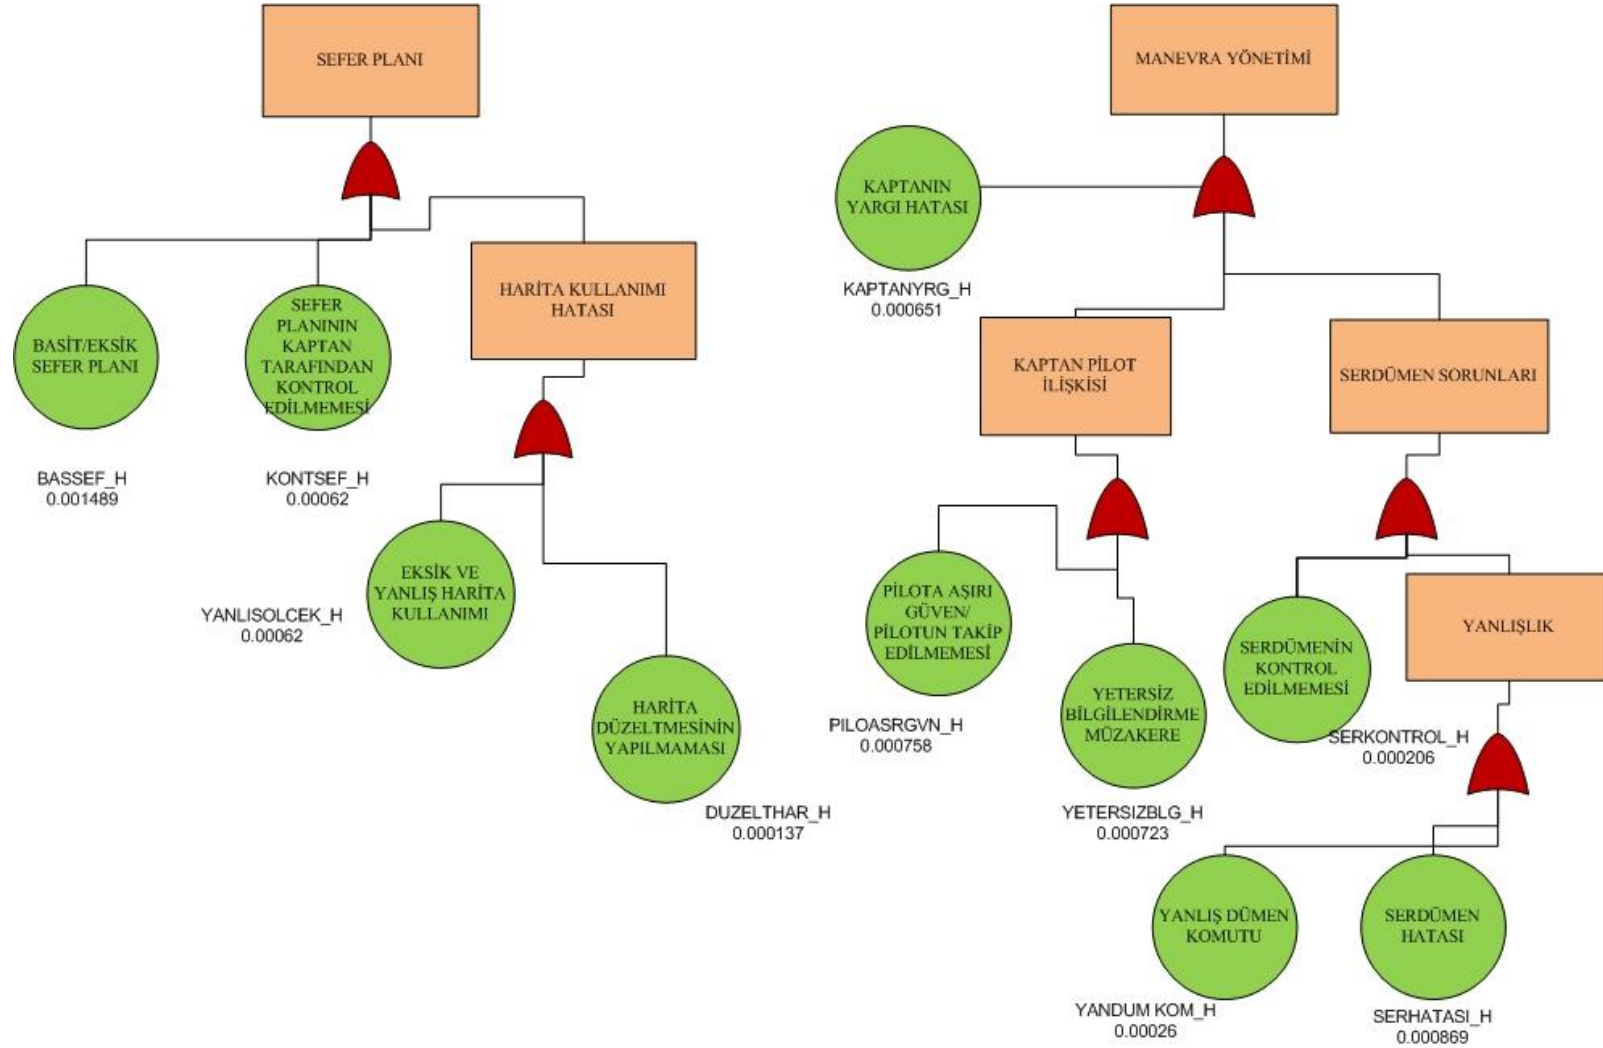 SEFER PLANI
BASİT/EKSİK
SEFER PLANI
BASSEF_H
0.001489
SEFER
PLANININ
KAPTAN
TARAFINDAN
KONTROL
EDİLMEMESİ
KONTSEF_H
0.00062
HARİTA KULLANIMI
HATASI
EKSİK VE
YANLIŞ HARİTA
KULLANIMI
YANLISOLCEK_H
0.00062
HARİTA
DÜZELTMESİNİN
YAPILMAMASI
DUZELTHAR_H
0.000137
MANEVRA YÖNETİMİ
KAPTANIN
YARGI HATASI
KAPTANYRG_H
0.000651
KAPTAN PİLOT
İLİŞKİSİ
PİLOTA AŞIRI
GÜVEN/
PİLOTUN TAKİP
EDİLMEMESİ
PILOASRGVN_H
0.000758
YETERSİZ
BİLGİLENDİRME
MÜZAKERE
YETERSIZBLG_H
0.000723
SERDÜMEN SORUNLARI
SERDÜMENİN
KONTROL
EDİLMEMESİ
SERKONTROL_H
0.000206
YANLIŞLIK
YANLIŞ DÜMEN
KOMUTU
YANDUM KOM_H
0.00026
SERDÜMEN
HATASI
SERHATASI_H
0.000869